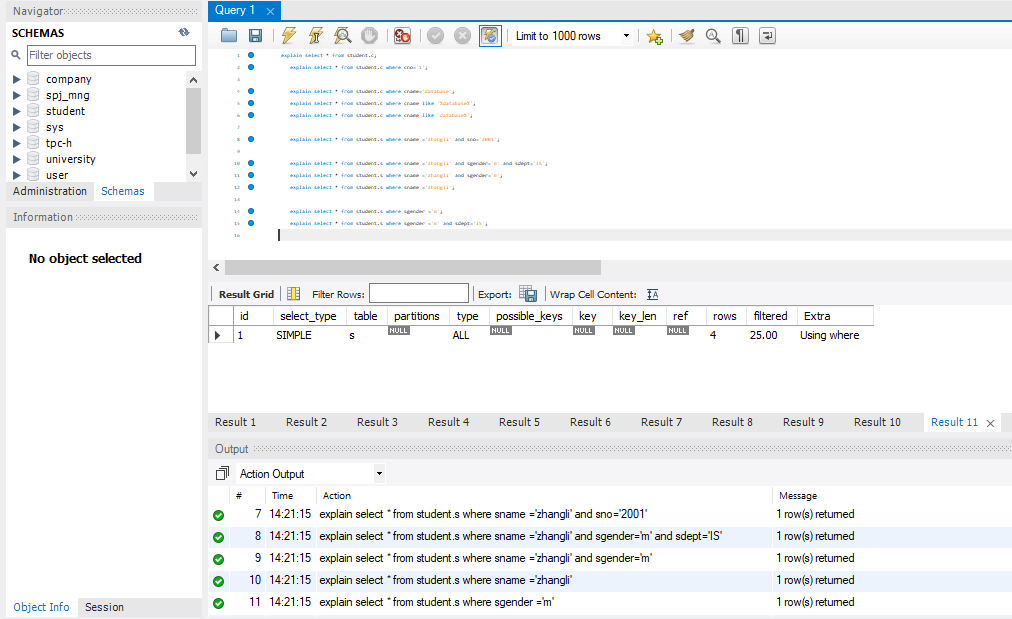 Navigator
SCHEMAS
Filter objects
company
spj_mng
student
sys
tpc-h
university
user
Administration Schemas
Information
No object selected
Object Info Session
Query 1
Limit to 1000 rows
1 explain select * from student.c;
2 explain select * from student.c where cno='5';
3
4 explain select * from student.c where cname='database';
5 explain select * from student.c where cname like '%database%';
6 explain select * from student.c where cname like 'database%';
7
8 explain select * from student.s where sname ='zhangli' and sno='2001';
9
10 explain select * from student.s where sname ='zhangli' and sgender='m' and sdept='IS';
11 explain select * from student.s where sname ='zhangli' and sgender='m';
12 explain select * from student.s where sname ='zhangli';
13
14 explain select * from student.s where sgender ='m';
15 explain select * from student.s where sgender ='m' and sdept='IS';
16
Result Grid Filter Rows: Export: Wrap Cell Content: IA
id select_type table partitions type possible_keys key key_len ref rows filtered Extra
1 SIMPLE s NULL ALL NULL NULL NULL NULL 4 25.00 Using where
Result 1 Result 2 Result 3 Result 4 Result 5 Result 6 Result 7 Result 8 Result 9 Result 10 Result 11
Output
Action Output
# Time Action Message
7 14:21:15 explain select * from student.s where sname ='zhangli' and sno='2001' 1 row(s) returned
8 14:21:15 explain select * from student.s where sname ='zhangli' and sgender='m' and sdept='IS' 1 row(s) returned
9 14:21:15 explain select * from student.s where sname ='zhangli' and sgender='m' 1 row(s) returned
10 14:21:15 explain select * from student.s where sname ='zhangli' 1 row(s) returned
11 14:21:15 explain select * from student.s where sgender ='m' 1 row(s) returned